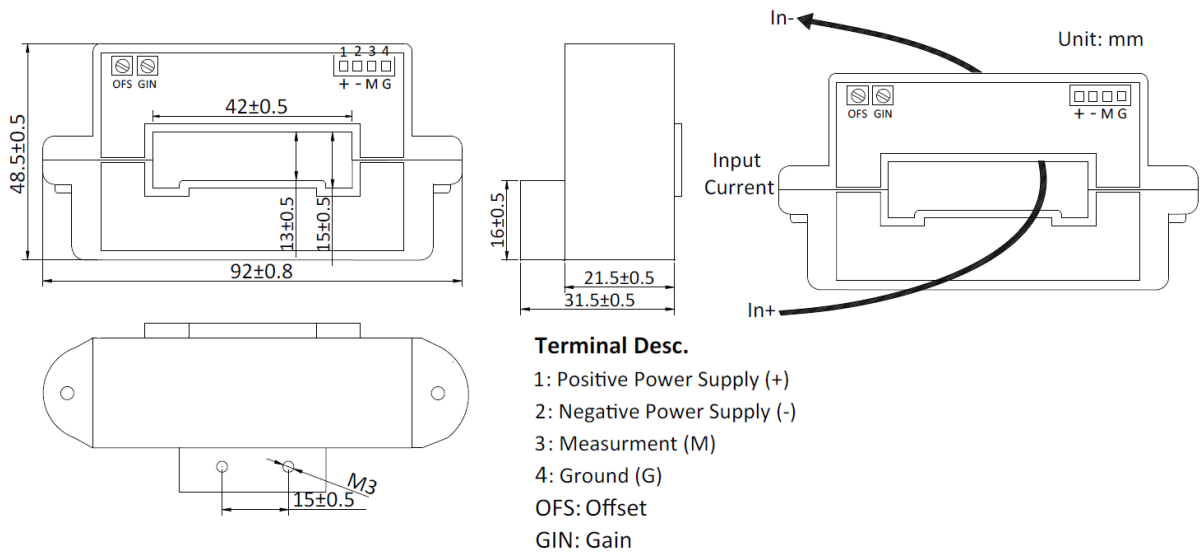 1 2 3 4
OFS GIN
+ - M G
42±0.5
48.5±0.5
13±0.5
15±0.5
92±0.8
16±0.5
21.5±0.5
31.5±0.5
In-
Unit: mm
OFS GIN
+ - M G
Input
Current
In+
M3
15±0.5
Terminal Desc.
1: Positive Power Supply (+)
2: Negative Power Supply (-)
3: Measurment (M)
4: Ground (G)
OFS: Offset
GIN: Gain